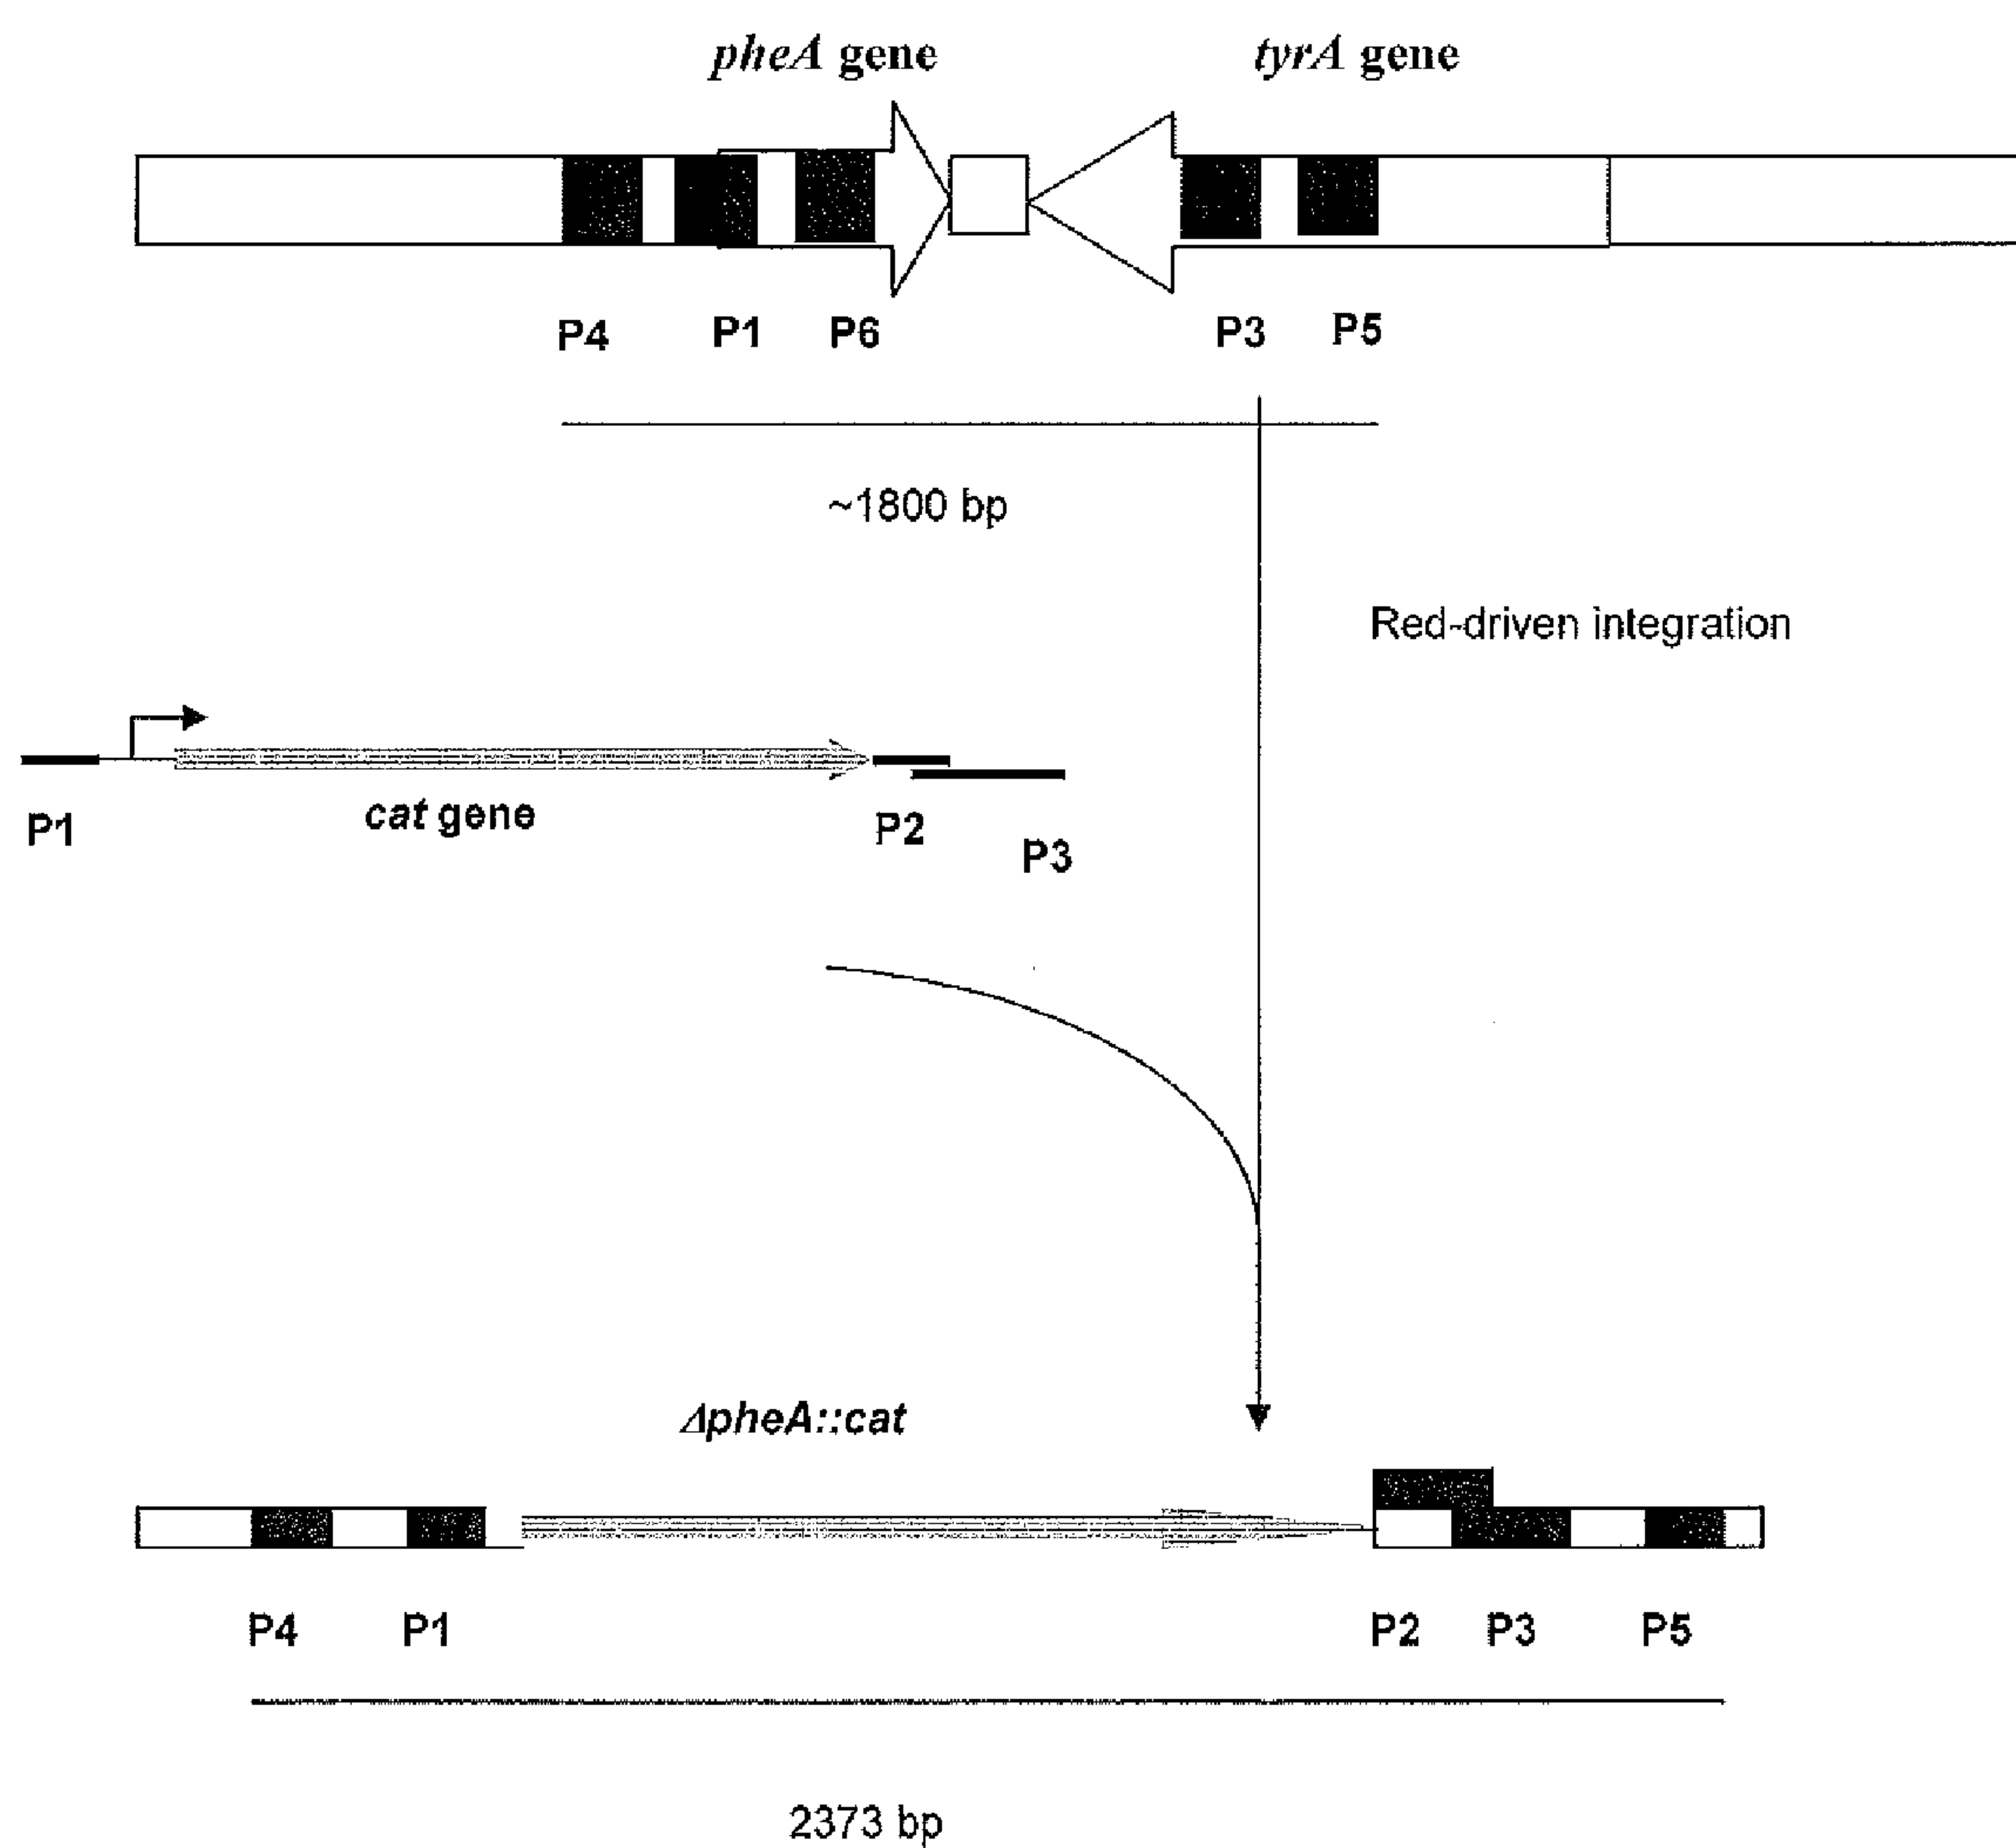 pheA gene tyrA gene
P4 P1 P6 P3 P5
~1800 bp
Red-driven integration
P1 cat gene P2 P3
ΔpheA::cat
P4 P1 P2 P3 P5
2373 bp